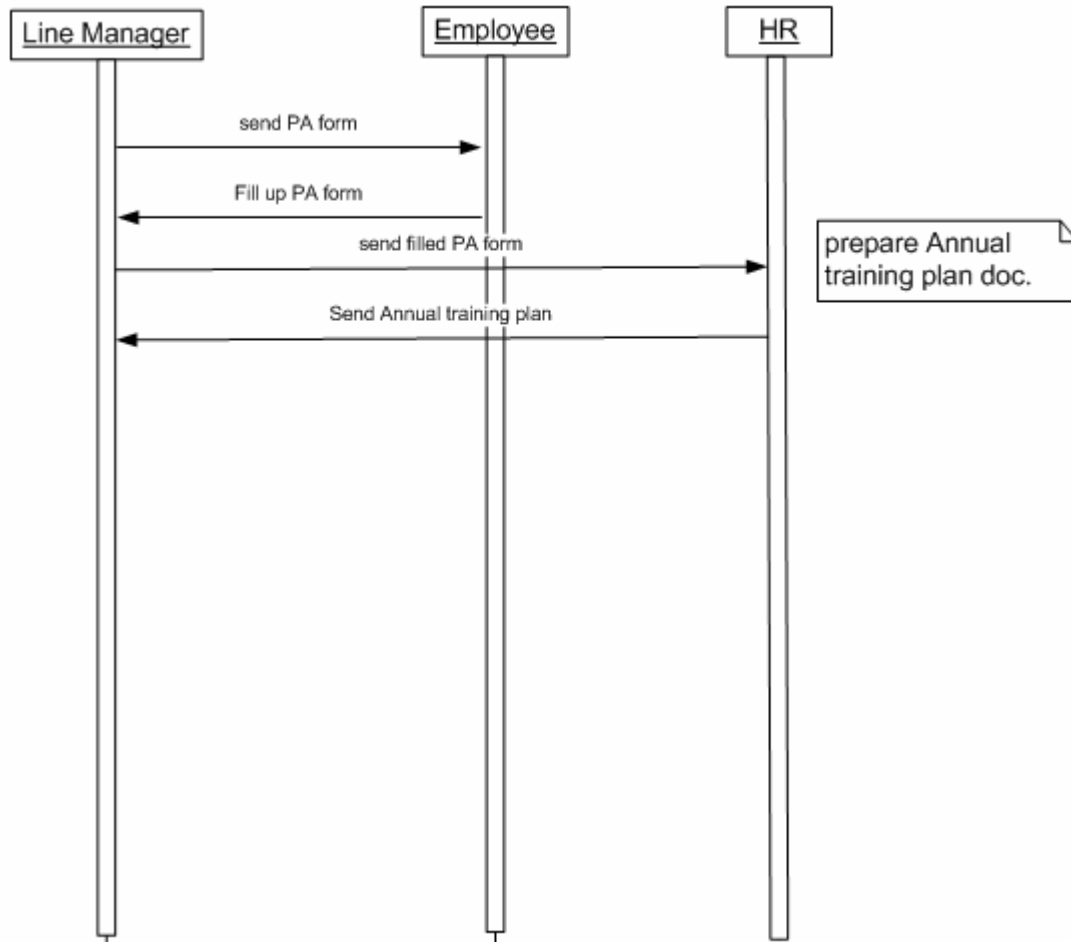 Line Manager
Employee
HR
send PA form
Fill up PA form
send filled PA form
prepare Annual
training plan doc.
Send Annual training plan